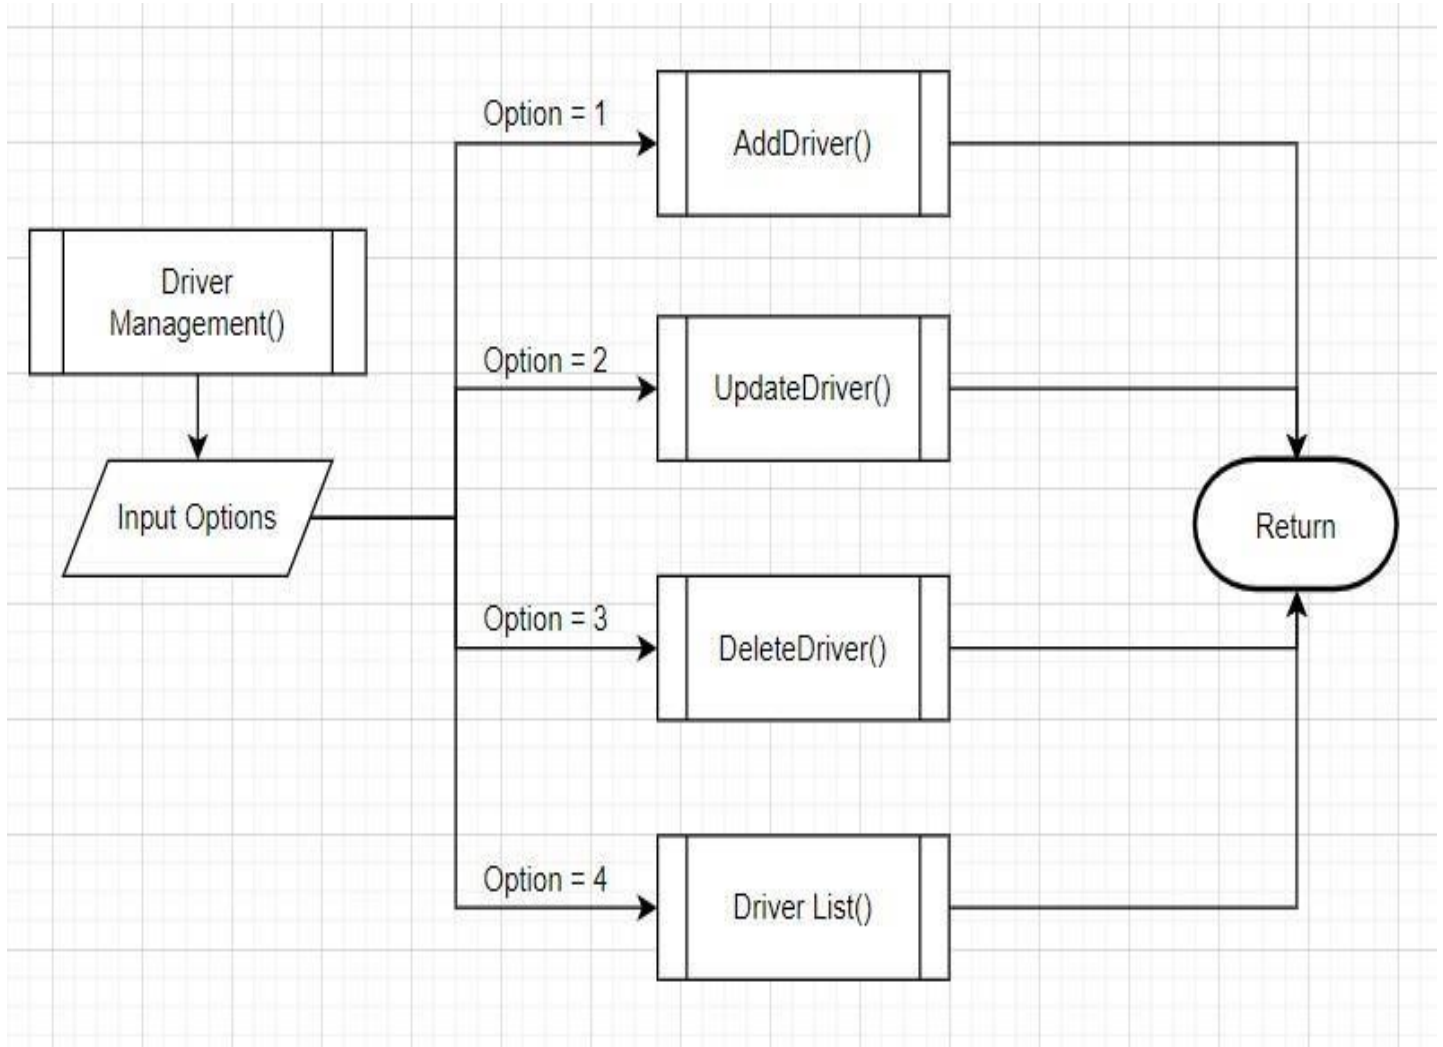 Driver
Management()
Input Options
Option = 1
AddDriver()
Option = 2
UpdateDriver()
Option = 3
DeleteDriver()
Option = 4
Driver List()
Return